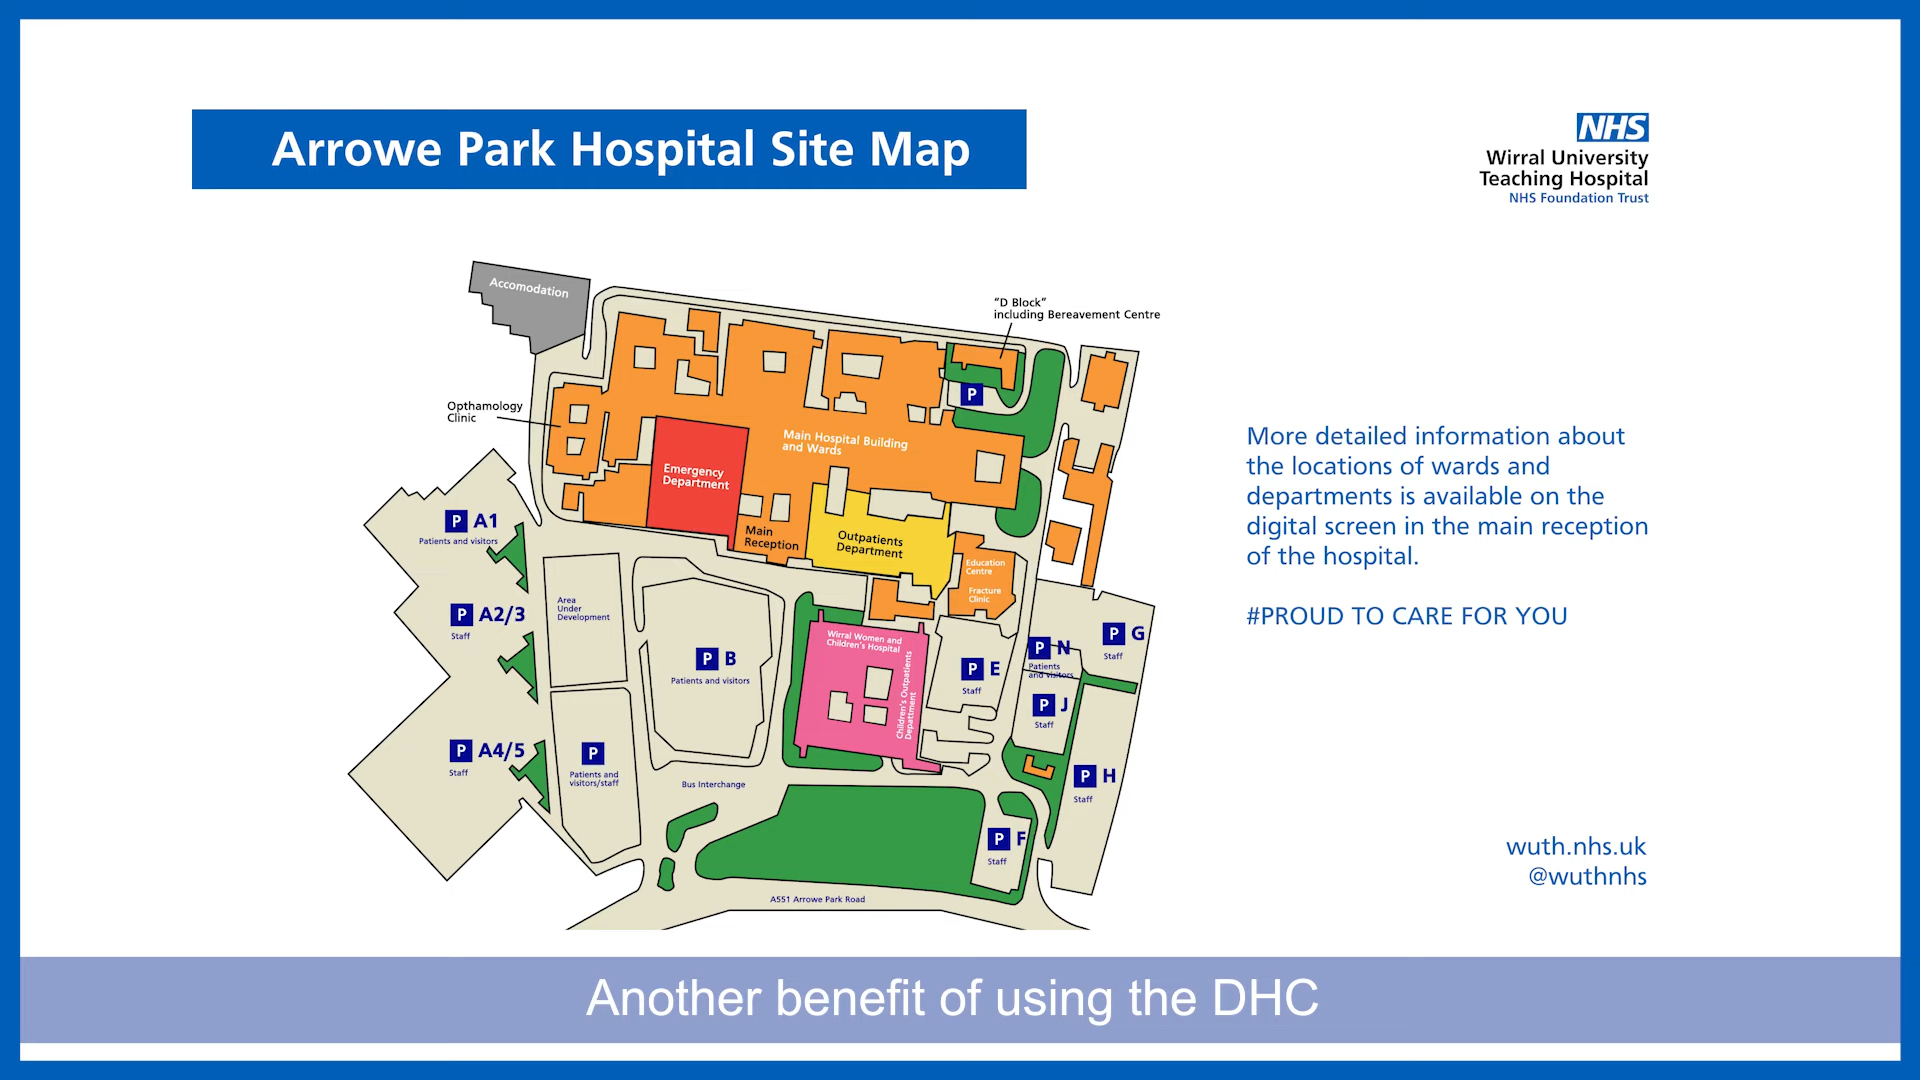 Arrowe Park Hospital Site Map
NHS
Wirral University
Teaching Hospital
NHS Foundation Trust
Accomodation
"D Block"
including Bereavement Centre
P
Opthamology
Clinic
Main Hospital Building
and Wards
Emergency
Department
Main
Reception
Outpatients
Department
Education
Centre
Fracture
Clinic
P A1
Patients and visitors
P A2/3
Staff
P A4/5
Staff
Area
Under
Development
P
Patients and
visitors/staff
P B
Patients and visitors
Bus Interchange
Wirral Women and
Children's Hospital
Children's Outpatients
Department
P E
Staff
P N
Patients
and visitors
P G
Staff
P J
Staff
P H
Staff
P F
Staff
A551 Arrowe Park Road
More detailed information about
the locations of wards and
departments is available on the
digital screen in the main reception
of the hospital.
#PROUD TO CARE FOR YOU
wuth.nhs.uk
@wuthnhs
Another benefit of using the DHC